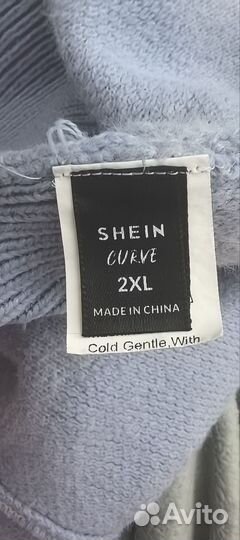 SHEIN
CURVE
2XL
MADE IN CHINA
Cold Gentle,With
Avito